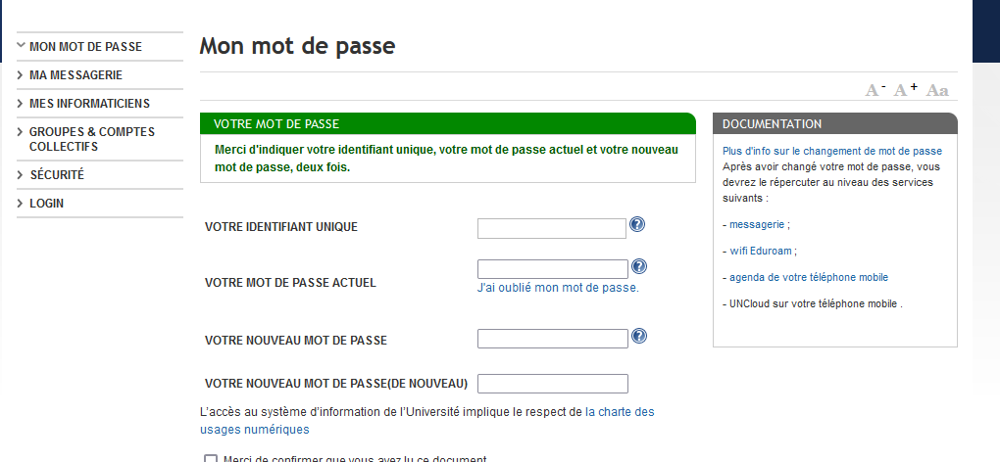 MON MOT DE PASSE
MA MESSAGERIE
MES INFORMATICIENS
GROUPES & COMPTES
COLLECTIFS
SÉCURITÉ
LOGIN
Mon mot de passe
A - A + Aa
VOTRE MOT DE PASSE
Merci d'indiquer votre identifiant unique, votre mot de passe actuel et votre nouveau
mot de passe, deux fois.
VOTRE IDENTIFIANT UNIQUE
?
VOTRE MOT DE PASSE ACTUEL
?
J'ai oublié mon mot de passe.
VOTRE NOUVEAU MOT DE PASSE
?
VOTRE NOUVEAU MOT DE PASSE(DE NOUVEAU)
L'accès au système d'information de l'Université implique le respect de la charte des
usages numériques
Merci de confirmer que vous avez lu ce document
DOCUMENTATION
Plus d'info sur le changement de mot de passe
Après avoir changé votre mot de passe, vous
devrez le répercuter au niveau des services
suivants :
- messagerie ;
- wifi Eduroam ;
- agenda de votre téléphone mobile
- UNCloud sur votre téléphone mobile .